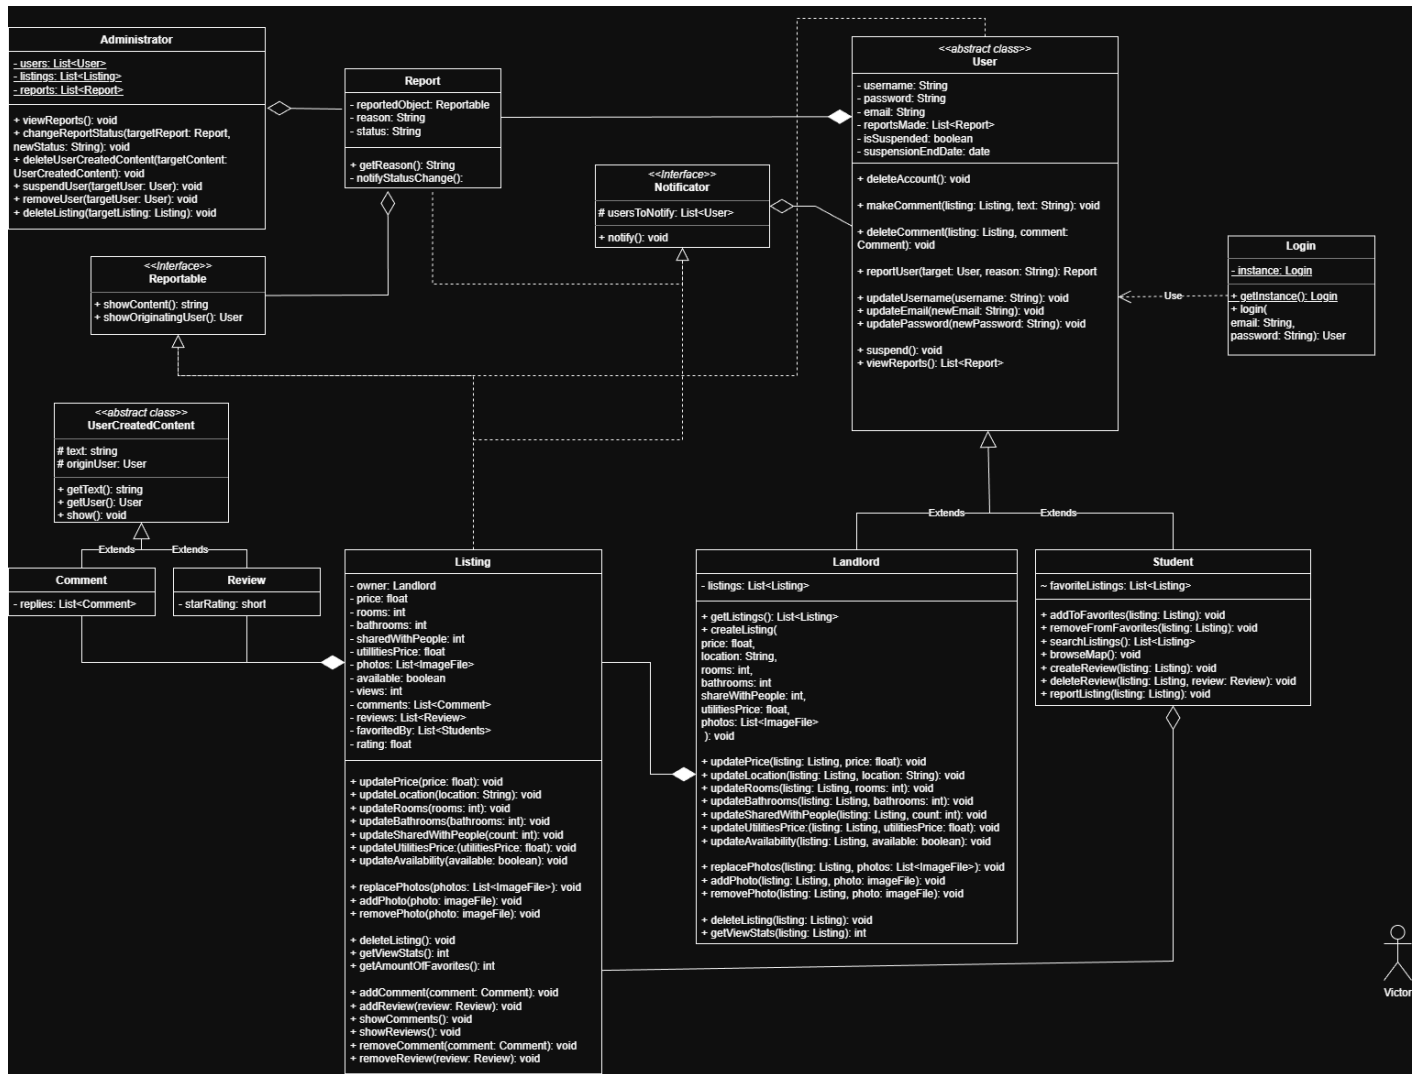 Administrator
- users: List<User>
- listings: List<Listing>
- reports: List<Report>
+ viewReports(): void
+ changeReportStatus(targetReport: Report,
newStatus: String): void
+ deleteUserCreatedContent(targetContent:
UserCreatedContent): void
+ suspendUser(targetUser: User): void
+ removeUser(targetUser: User): void
+ deleteListing(targetListing: Listing): void
Report
- reportedObject: Reportable
- reason: String
- status: String
+ getReason(): String
- notifyStatusChange():
<<Interface>>
Notificator
# usersToNotify: List<User>
+ notify(): void
<<abstract class>>
User
- username: String
- password: String
- email: String
- reportsMade: List<Report>
- isSuspended: boolean
- suspensionEndDate: date
+ deleteAccount(): void
+ makeComment(listing: Listing, text: String): void
+ deleteComment(listing: Listing, comment:
Comment): void
+ reportUser(target: User, reason: String): Report
+ updateUsername(username: String): void
+ updateEmail(newEmail: String): void
+ updatePassword(newPassword: String): void
+ suspend(): void
+ viewReports(): List<Report>
Use
Login
- instance: Login
+ getInstance(): Login
+ login(
email: String,
password: String): User
<<Interface>>
Reportable
+ showContent(): string
+ showOriginatingUser(): User
<<abstract class>>
UserCreatedContent
# text: string
# originUser: User
+ getText(): string
+ getUser(): User
+ show(): void
Extends
Extends
Extends
Extends
Comment
- replies: List<Comment>
Review
- starRating: short
Listing
- owner: Landlord
- price: float
- rooms: int
- bathrooms: int
- sharedWithPeople: int
- utillitiesPrice: float
- photos: List<ImageFile>
- available: boolean
- views: int
- comments: List<Comment>
- reviews: List<Review>
- favoritedBy: List<Students>
- rating: float
+ updatePrice(price: float): void
+ updateLocation(location: String): void
+ updateRooms(rooms: int): void
+ updateBathrooms(bathrooms: int): void
+ updateSharedWithPeople(count: int): void
+ updateUtilitiesPrice:(utilitiesPrice: float): void
+ updateAvailability(available: boolean): void
+ replacePhotos(photos: List<ImageFile>): void
+ addPhoto(photo: imageFile): void
+ removePhoto(photo: imageFile): void
+ deleteListing(): void
+ getViewStats(): int
+ getAmountOfFavorites(): int
+ addComment(comment: Comment): void
+ addReview(review: Review): void
+ showComments(): void
+ showReviews(): void
+ removeComment(comment: Comment): void
+ removeReview(review: Review): void
Landlord
- listings: List<Listing>
+ getListings(): List<Listing>
+ createListing(
price: float,
location: String,
rooms: int,
bathrooms: int
shareWithPeople: int,
utilitiesPrice: float,
photos: List<ImageFile>
): void
+ updatePrice(listing: Listing, price: float): void
+ updateLocation(listing: Listing, location: String): void
+ updateRooms(listing: Listing, rooms: int): void
+ updateBathrooms(listing: Listing, bathrooms: int): void
+ updateSharedWithPeople(listing: Listing, count: int): void
+ updateUtilitiesPrice:(listing: Listing, utilitiesPrice: float): void
+ updateAvailability(listing: Listing, available: boolean): void
+ replacePhotos(listing: Listing, photos: List<ImageFile>): void
+ addPhoto(listing: Listing, photo: imageFile): void
+ removePhoto(listing: Listing, photo: imageFile): void
+ deleteListing(listing: Listing): void
+ getViewStats(listing: Listing): int
Student
~ favoriteListings: List<Listing>
+ addToFavorites(listing: Listing): void
+ removeFromFavorites(listing: Listing): void
+ searchListings(): List<Listing>
+ browseMap(): void
+ createReview(listing: Listing): void
+ deleteReview(listing: Listing, review: Review): void
+ reportListing(listing: Listing): void
Victor